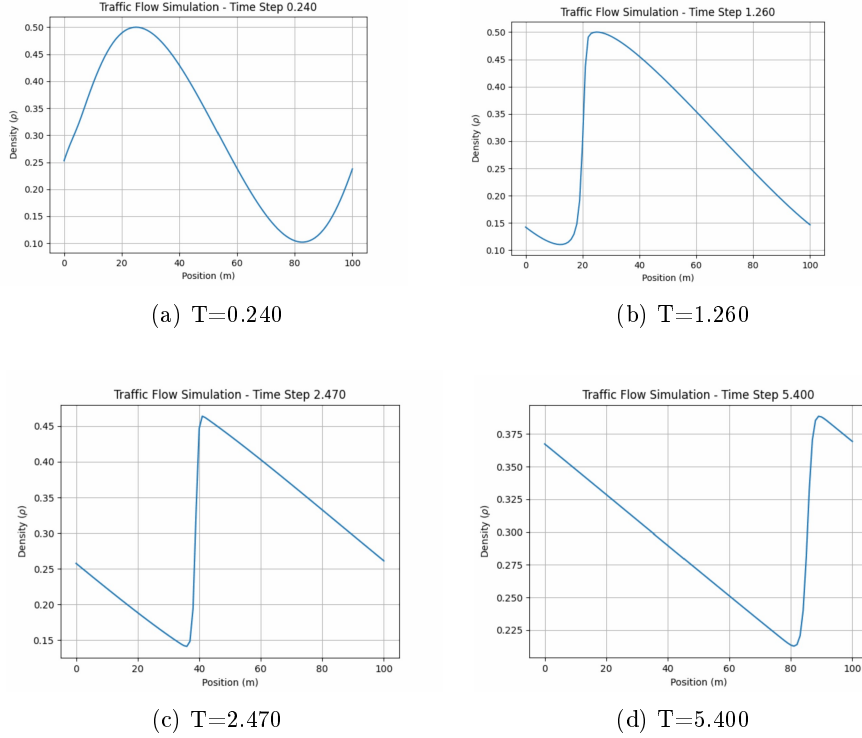 Traffic Flow Simulation - Time Step 0.240
Density (ρ)
0.50
0.45
0.40
0.35
0.30
0.25
0.20
0.15
0.10
0 20 40 60 80 100
Position (m)
(a) T=0.240
Traffic Flow Simulation - Time Step 1.260
Density (ρ)
0.50
0.45
0.40
0.35
0.30
0.25
0.20
0.15
0.10
0 20 40 60 80 100
Position (m)
(b) T=1.260
Traffic Flow Simulation - Time Step 2.470
Density (ρ)
0.45
0.40
0.35
0.30
0.25
0.20
0.15
0 20 40 60 80 100
Position (m)
(c) T=2.470
Traffic Flow Simulation - Time Step 5.400
Density (ρ)
0.375
0.350
0.325
0.300
0.275
0.250
0.225
0 20 40 60 80 100
Position (m)
(d) T=5.400